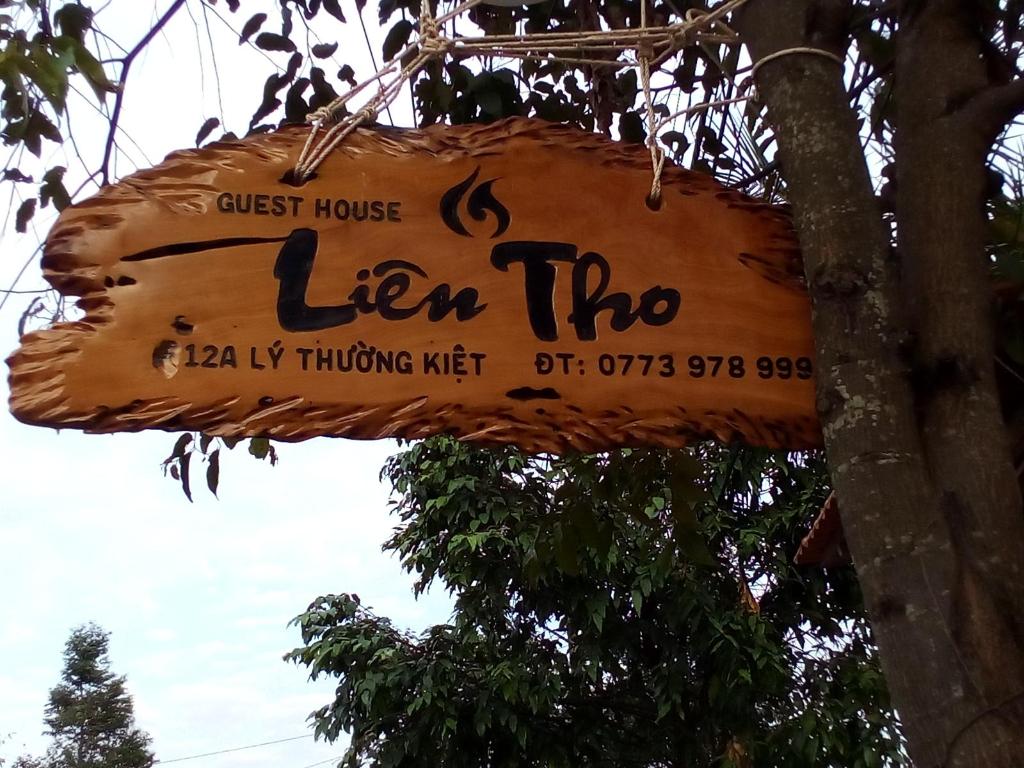 GUEST HOUSE
Liên Tho
12A LÝ THƯỜNG KIỆT ĐT: 0773 978 999